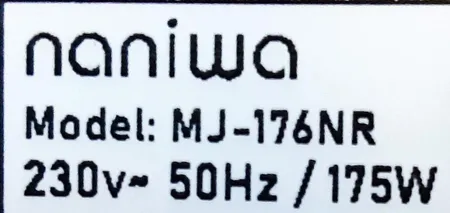 naniwa
Model: MJ-176NR
230v~ 50Hz / 175W